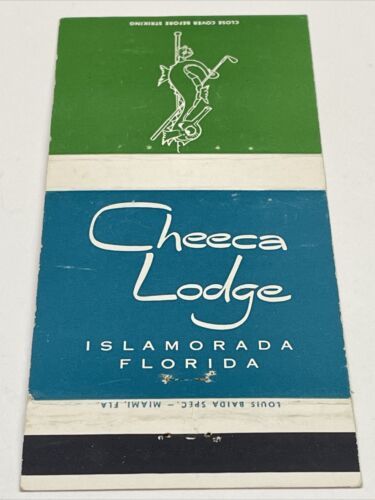 CLOSE COVER BEFORE STRIKING
Cheeca
Lodge
ISLAMORADA
FLORIDA
LOUIS BAIDA SPEC. — MIAMI, FLA